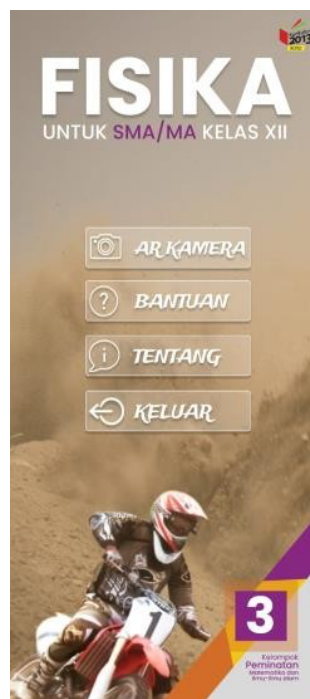 2013
FISIKA
UNTUK SMA/MA KELAS XII
AR KAMERA
BANTUAN
TENTANG
KELUAR
1
3
Kelompok
Peminatan
Matematika dan
Ilmu-Ilmu Alam